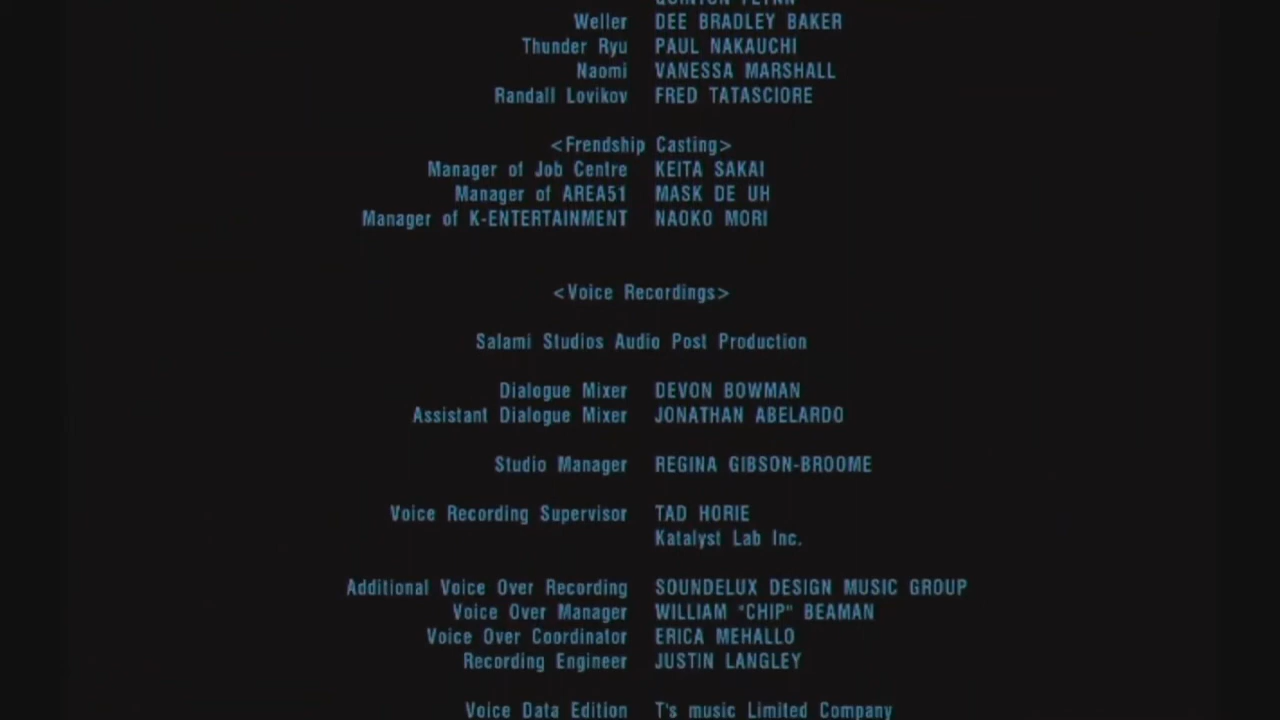 QUINTON FLYNN
Weller DEE BRADLEY BAKER
Thunder Ryu PAUL NAKAUCHI
Naomi VANESSA MARSHALL
Randall Lovikov FRED TATASCIORE
<Frendship Casting>
Manager of Job Centre KEITA SAKAI
Manager of AREA51 MASK DE UH
Manager of K-ENTERTAINMENT NAOKO MORI
<Voice Recordings>
Salami Studios Audio Post Production
Dialogue Mixer DEVON BOWMAN
Assistant Dialogue Mixer JONATHAN ABELARDO
Studio Manager REGINA GIBSON-BROOME
Voice Recording Supervisor TAD HORIE
Katalyst Lab Inc.
Additional Voice Over Recording SOUNDELUX DESIGN MUSIC GROUP
Voice Over Manager WILLIAM "CHIP" BEAMAN
Voice Over Coordinator ERICA MEHALLO
Recording Engineer JUSTIN LANGLEY
Voice Data Edition T's music Limited Company